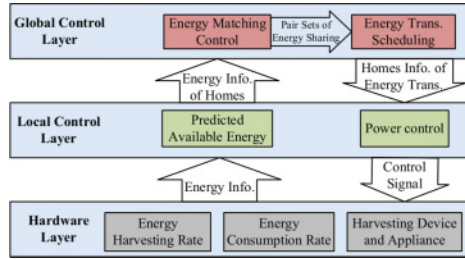 Global Control
Layer
Energy Matching
Control
Pair Sets of
Energy Sharing
Energy Trans.
Scheduling
Energy Info.
of Homes
Homes Info. of
Energy Trans.
Local Control
Layer
Predicted
Available Energy
Power control
Energy Info.
Control
Signal
Hardware
Layer
Energy
Harvesting Rate
Energy
Consumption Rate
Harvesting Device
and Appliance